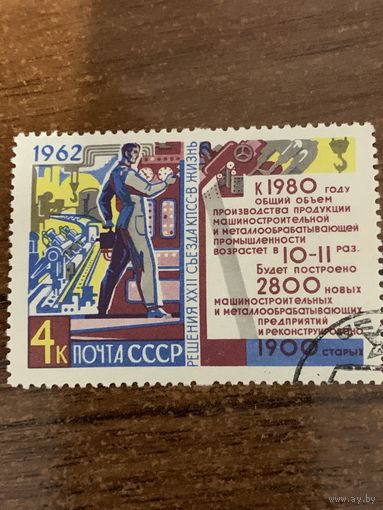 1962
4к ПОЧТА СССР
РЕШЕНИЯ XXII СЪЕЗДА КПСС-В ЖИЗНЬ
К 1980 ГОДУ
ОБЩИЙ ОБЪЕМ
ПРОИЗВОДСТВА ПРОДУКЦИИ
МАШИНОСТРОИТЕЛЬНОЙ
И МЕТАЛЛООБРАБАТЫВАЮЩЕЙ
ПРОМЫШЛЕННОСТИ
ВОЗРАСТЕТ В 10-11 РАЗ.
БУДЕТ ПОСТРОЕНО
2800 НОВЫХ
МАШИНОСТРОИТЕЛЬНЫХ
И МЕТАЛЛООБРАБАТЫВАЮЩИХ
ПРЕДПРИЯТИЙ
И РЕКОНСТРУИРОВАНО
1900 СТАРЫХ
www.ay.by